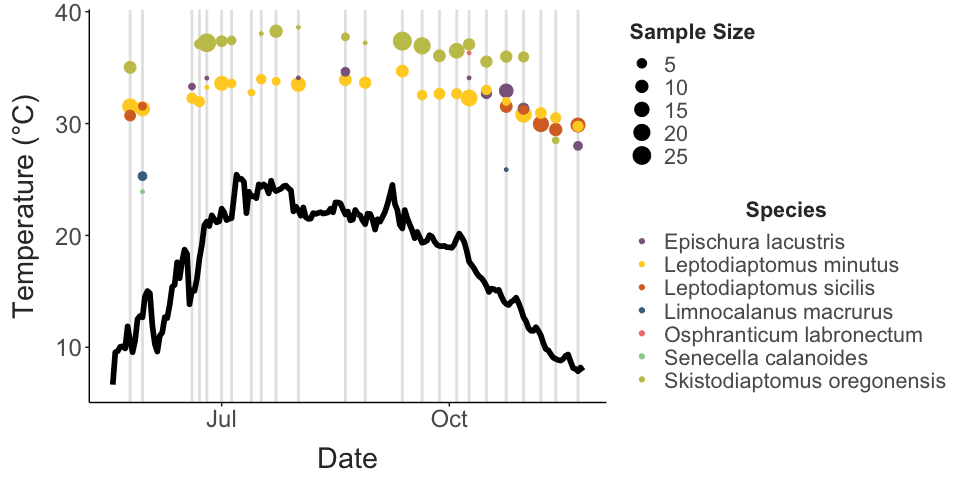 40
30
20
10
Temperature (°C)
Jul
Oct
Date
Sample Size
5
10
15
20
25
Species
Epischura lacustris
Leptodiaptomus minutus
Leptodiaptomus sicilis
Limnocalanus macrurus
Osphranticum labronectum
Senecella calanoides
Skistodiaptomus oregonensis